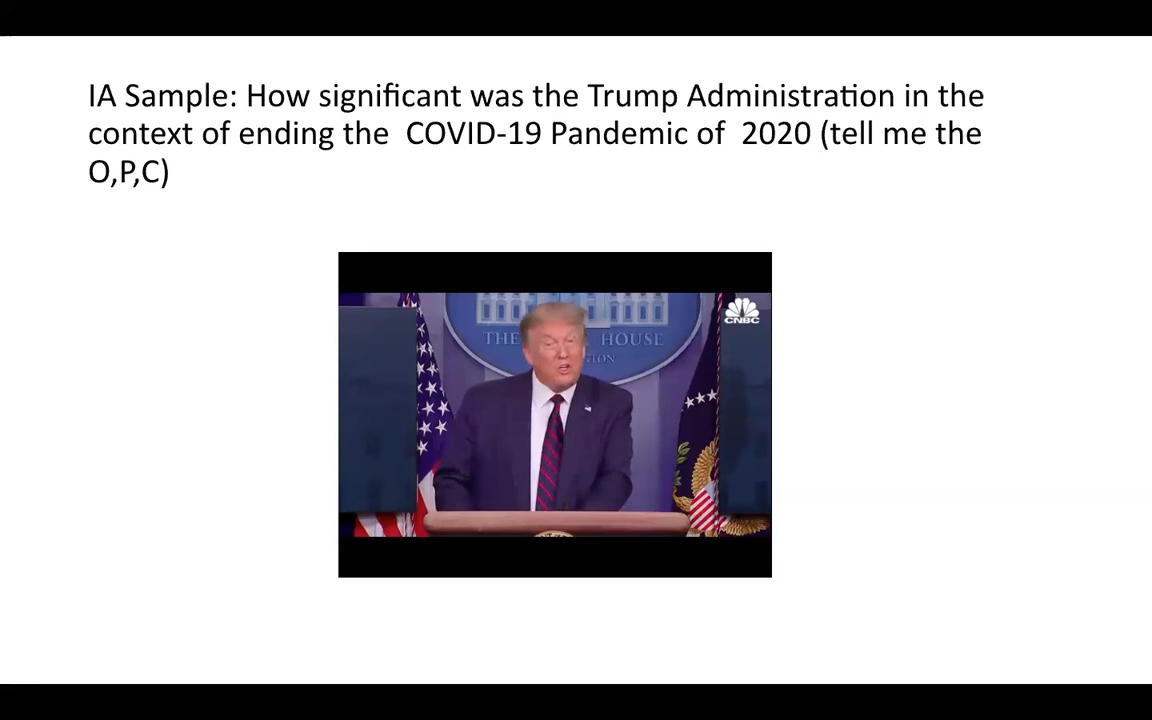 IA Sample: How significant was the Trump Administration in the
context of ending the  COVID-19 Pandemic of  2020 (tell me the
O,P,C)
CNBC
THE HOUSE